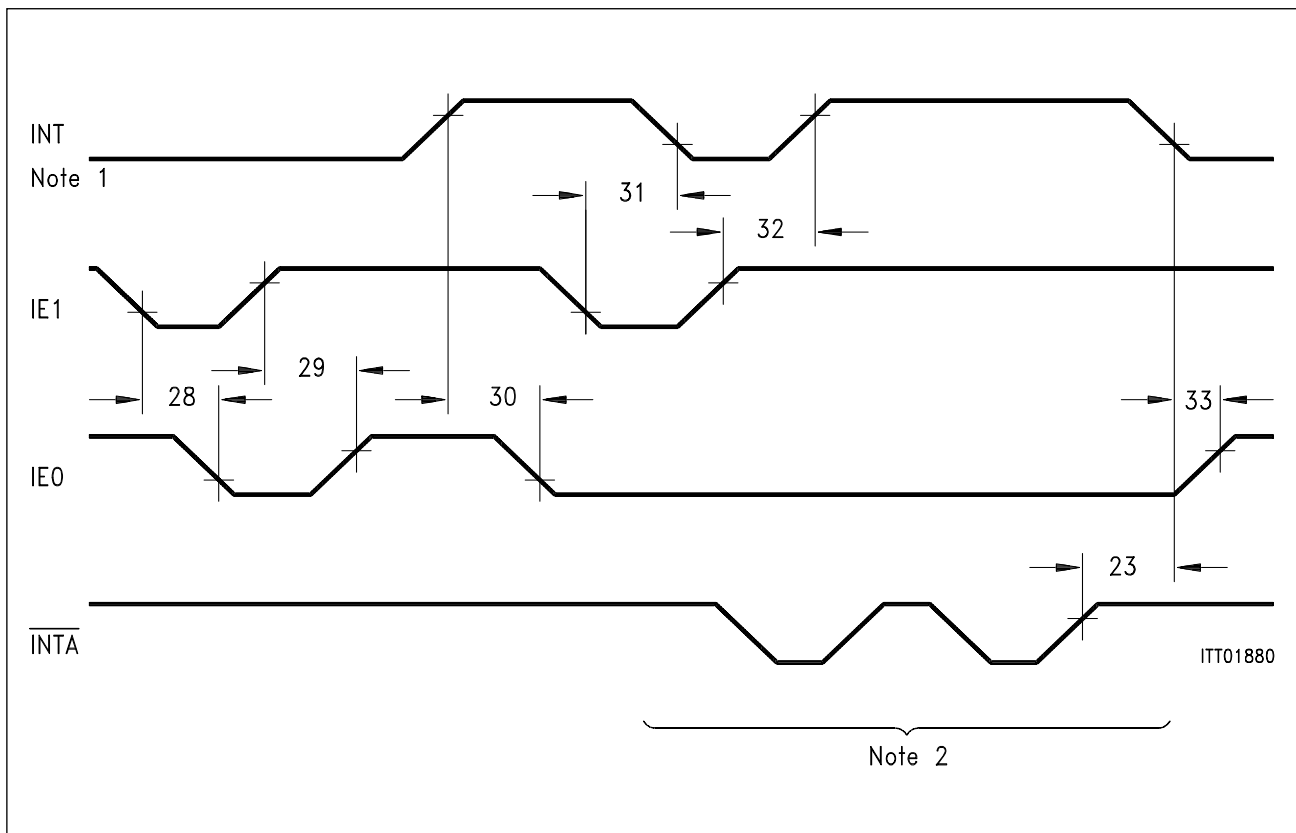 INT
Note 1
31
32
IE1
29
28
30
33
IE0
23
INTA
ITT01880
Note 2